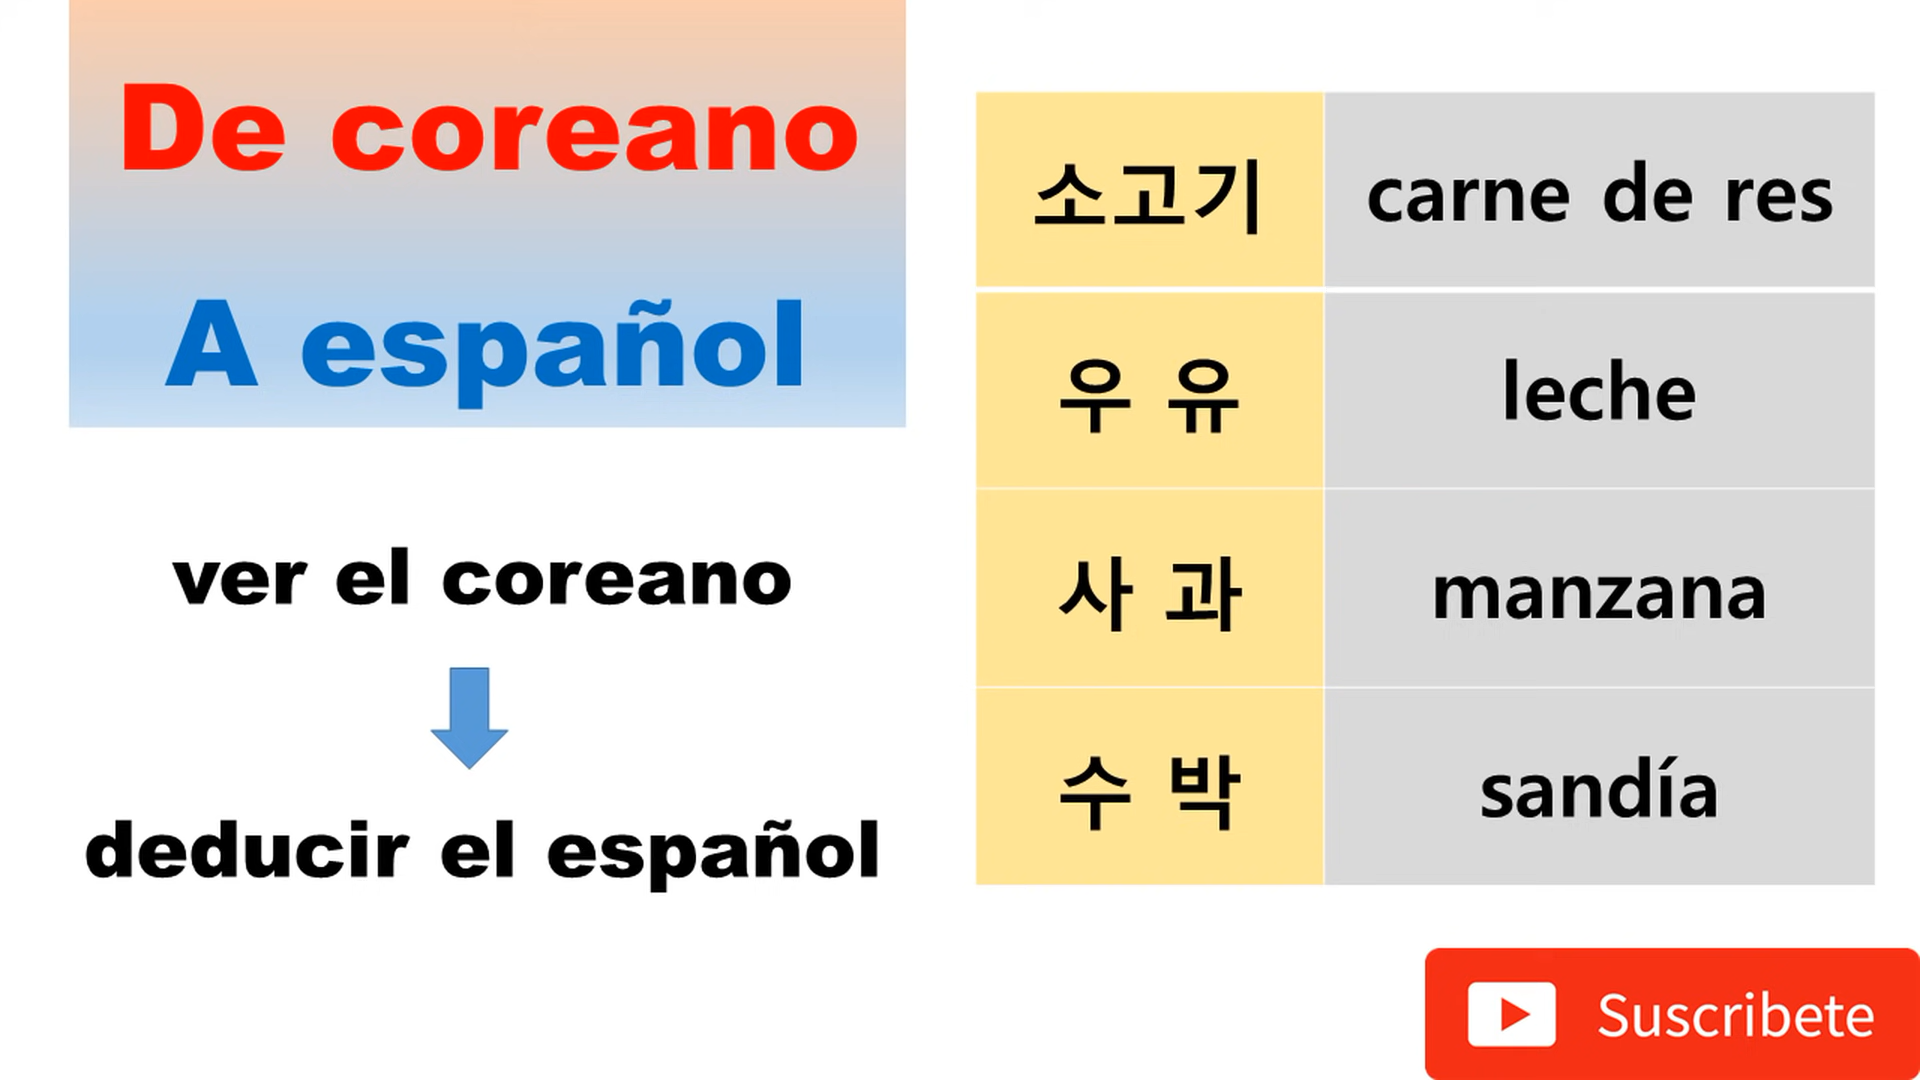 De coreano
A español
ver el coreano
deducir el español
소고기 carne de res
우 유 leche
사 과 manzana
수 박 sandía
Suscribete